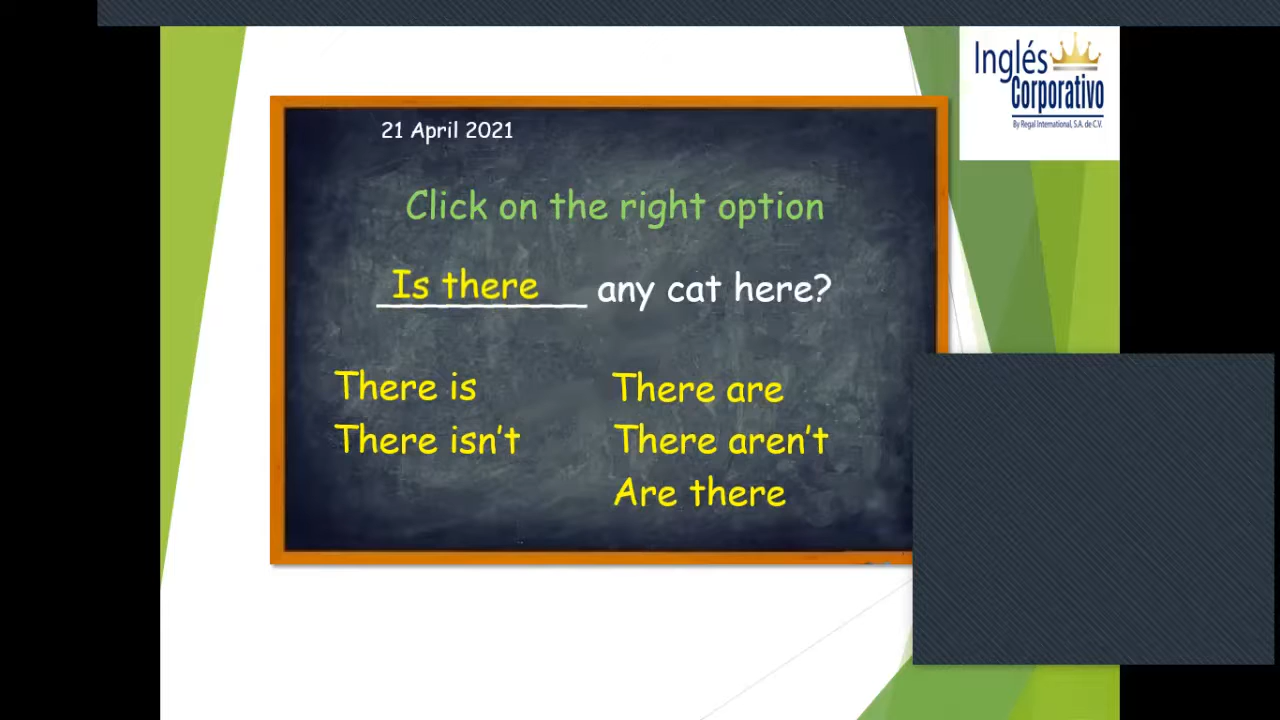 Inglés
Corporativo
By Regal International, S.A. de C.V.
21 April 2021
Click on the right option
Is there any cat here?
There is
There isn't
There are
There aren't
Are there